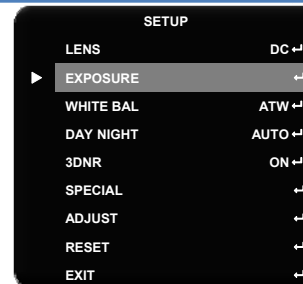 SETUP
LENS DC ↵
▶ EXPOSURE ↵
WHITE BAL ATW ↵
DAY NIGHT AUTO ↵
3DNR ON ↵
SPECIAL ↵
ADJUST ↵
RESET ↵
EXIT ↵